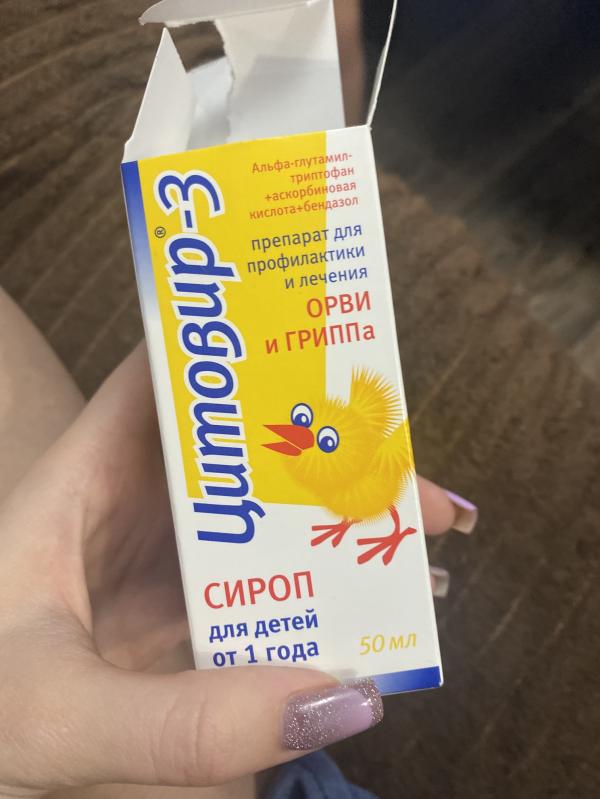 Цитовир-3®
Альфа-глутамил-
триптофан
+аскорбиновая
кислота+бендазол
препарат для
профилактики
и лечения
ОРВИ
и ГРИППа
СИРОП
для детей
от 1 года
50 мл